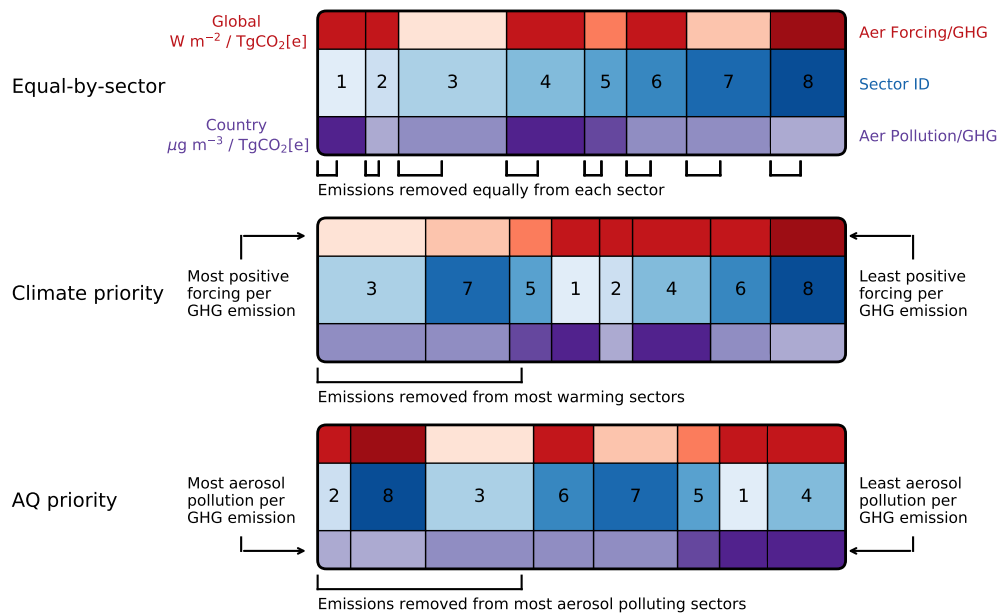 Global
W m⁻² / TgCO₂[e]
Aer Forcing/GHG
Equal-by-sector
1 2 3 4 5 6 7 8
Sector ID
Country
μg m⁻³ / TgCO₂[e]
Aer Pollution/GHG
Emissions removed equally from each sector
Climate priority
Most positive
forcing per
GHG emission
3 7 5 1 2 4 6 8
Least positive
forcing per
GHG emission
Emissions removed from most warming sectors
AQ priority
Most aerosol
pollution per
GHG emission
2 8 3 6 7 5 1 4
Least aerosol
pollution per
GHG emission
Emissions removed from most aerosol polluting sectors